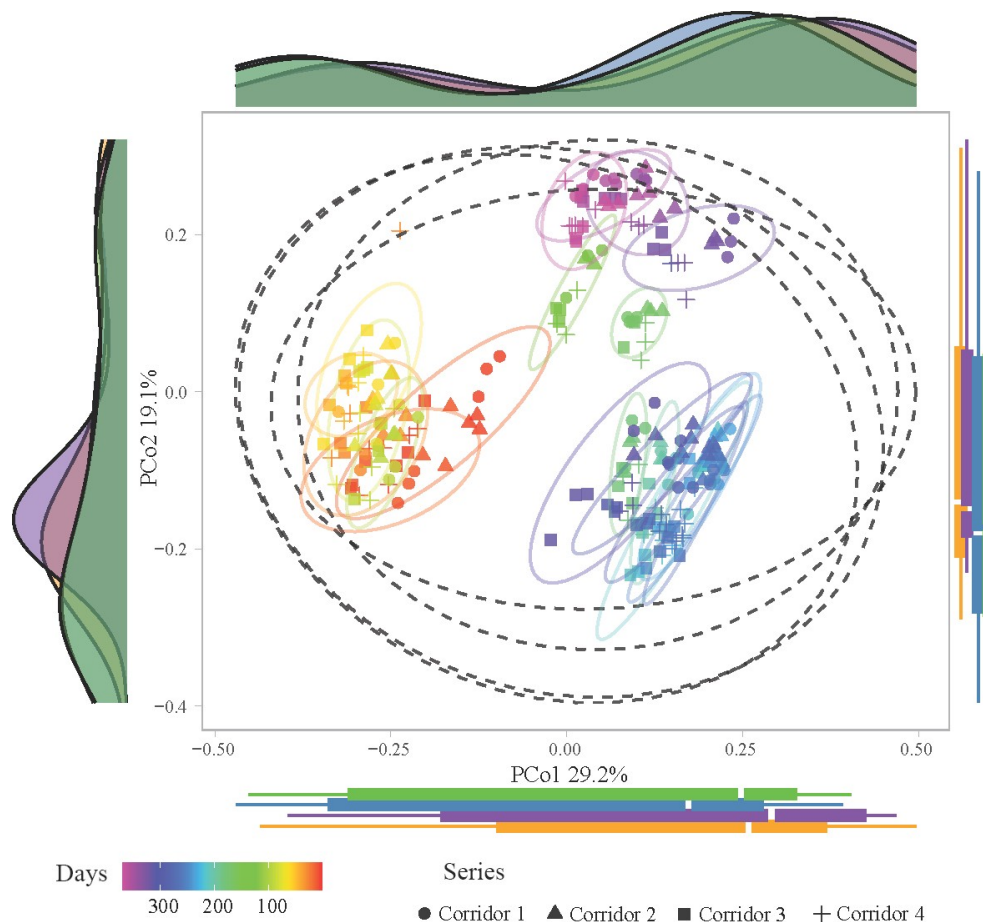 0.2
0.0
−0.2
−0.4
PCo2 19.1%
−0.50 −0.25 0.00 0.25 0.50
PCo1 29.2%
Days
300 200 100
Series
Corridor 1 Corridor 2 Corridor 3 Corridor 4